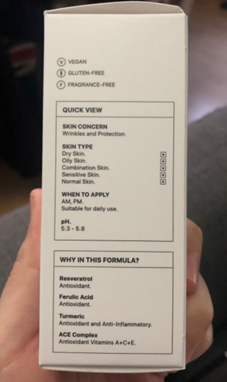 VEGAN
GLUTEN-FREE
FRAGRANCE-FREE
QUICK VIEW
SKIN CONCERN
Wrinkles and Protection.
SKIN TYPE
Dry Skin.
Oily Skin.
Combination Skin.
Sensitive Skin.
Normal Skin.
WHEN TO APPLY
AM, PM.
Suitable for daily use.
pH.
5.3 - 5.8
WHY IN THIS FORMULA?
Resveratrol
Antioxidant.
Ferulic Acid
Antioxidant.
Turmeric
Antioxidant and Anti-Inflammatory.
ACE Complex
Antioxidant Vitamins A+C+E.